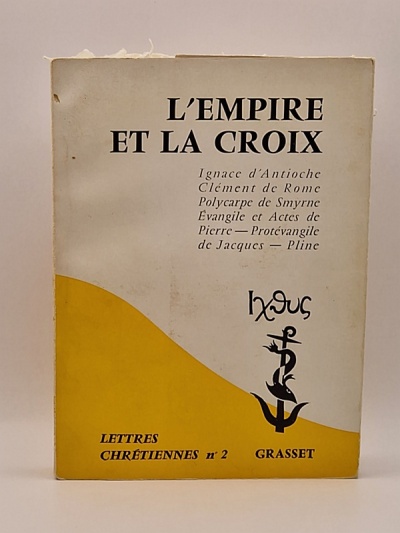 L'EMPIRE
ET LA CROIX
Ignace d'Antioche
Clément de Rome
Polycarpe de Smyrne
Évangile et Actes de
Pierre — Protévangile
de Jacques — Pline
Ιχθυς
LETTRES
CHRÉTIENNES nº 2
GRASSET